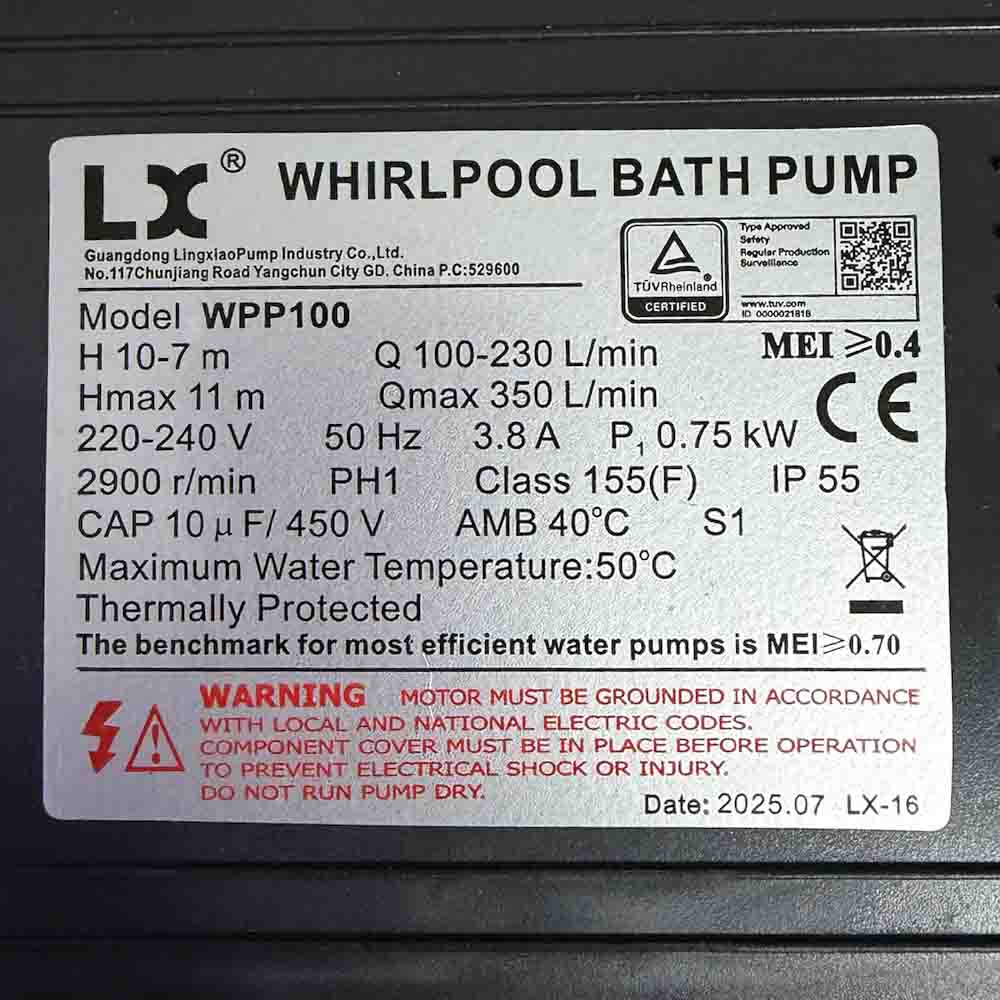 LX® WHIRLPOOL BATH PUMP
Guangdong LingxiaoPump Industry Co.,Ltd.
No.117Chunjiang Road Yangchun City GD. China P.C:529600
TÜVRheinland
CERTIFIED
Type Approved
Safety
Regular Production
Surveillance
www.tuv.com
ID 0000021818
Model WPP100
MEI ≥0.4
H 10-7 m Q 100-230 L/min
Hmax 11 m Qmax 350 L/min
CE
220-240 V 50 Hz 3.8 A P₁ 0.75 kW
2900 r/min PH1 Class 155(F) IP 55
CAP 10 μF/ 450 V AMB 40°C S1
Maximum Water Temperature:50°C
Thermally Protected
The benchmark for most efficient water pumps is MEI≥0.70
WARNING MOTOR MUST BE GROUNDED IN ACCORDANCE
WITH LOCAL AND NATIONAL ELECTRIC CODES.
COMPONENT COVER MUST BE IN PLACE BEFORE OPERATION
TO PREVENT ELECTRICAL SHOCK OR INJURY.
DO NOT RUN PUMP DRY.
Date: 2025.07 LX-16